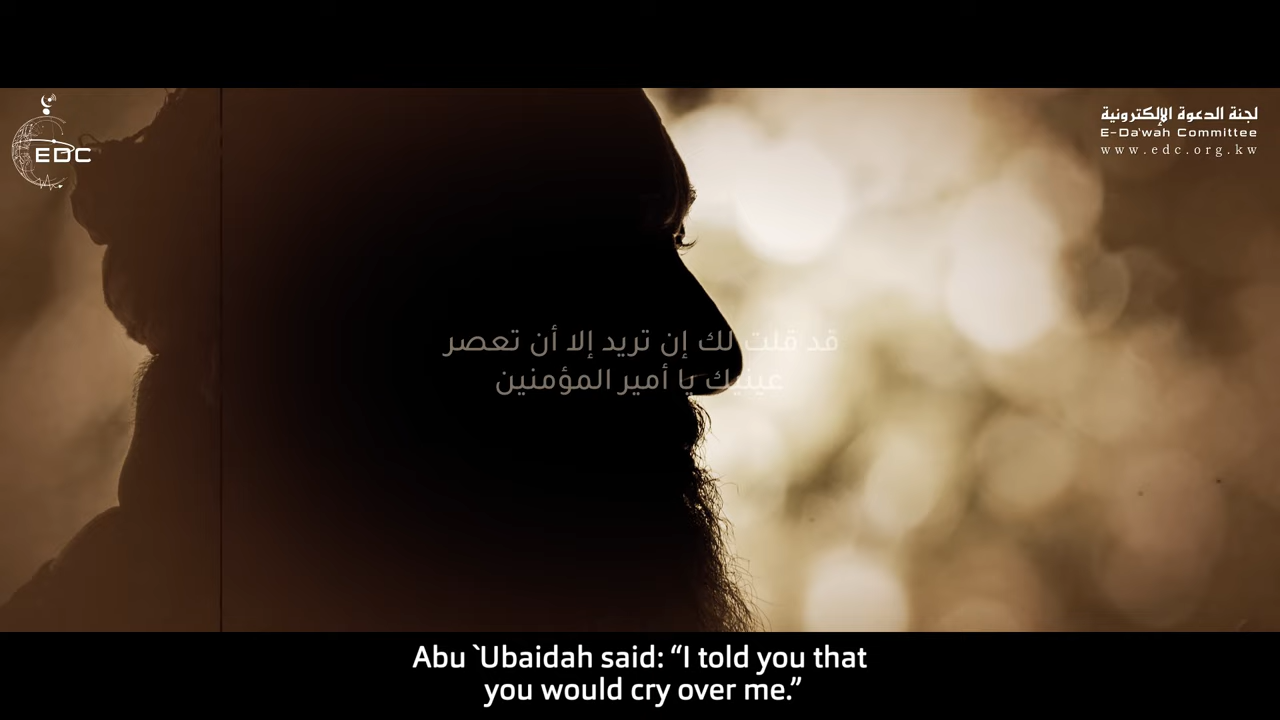 EDC
لجنة الدعوة الإلكترونية
E-Da'wah Committee
www.edc.org.kw
قد قلت لك إن تريد إلا أن تعصر
عينيك يا أمير المؤمنين
Abu `Ubaidah said: “I told you that
you would cry over me.”